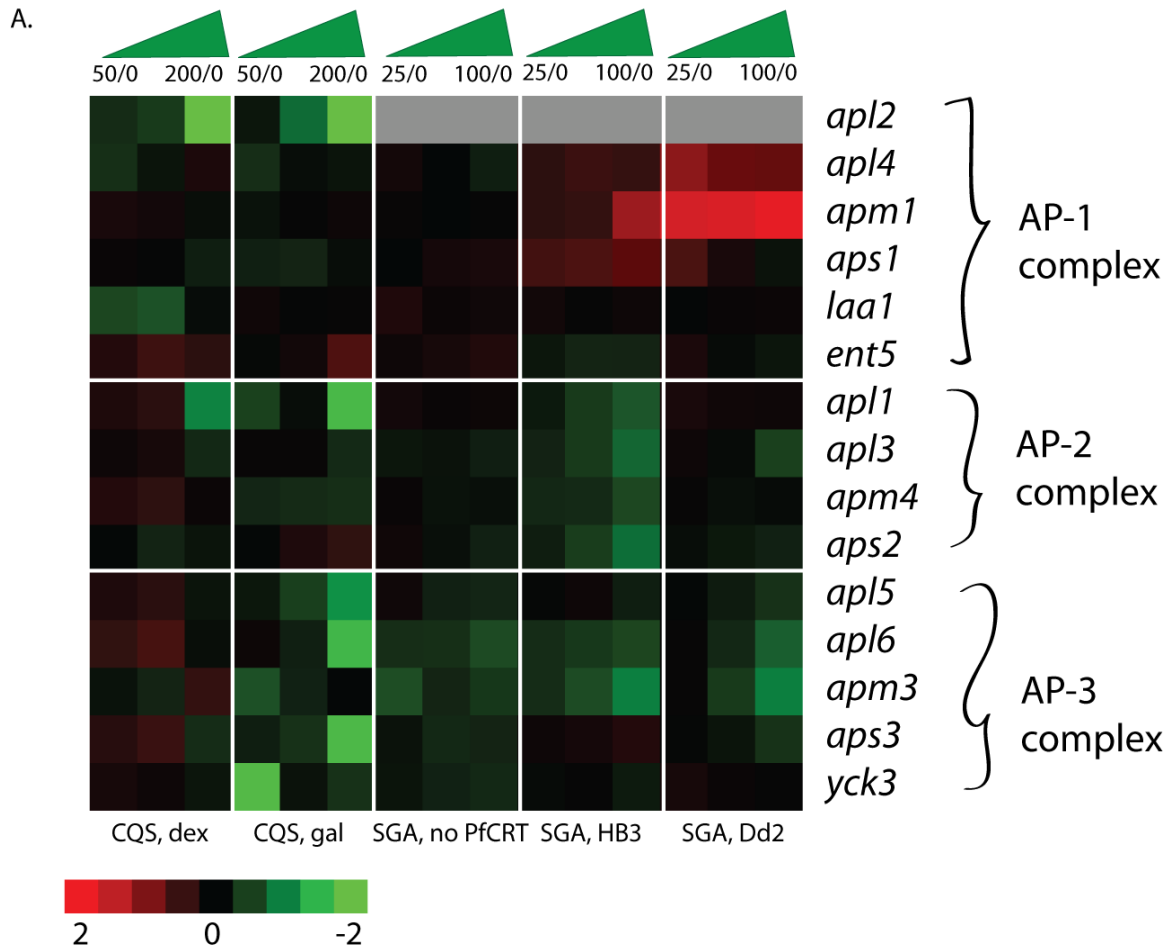 A.
50/0 200/0 50/0 200/0 25/0 100/0 25/0 100/0 25/0 100/0
apl2
apl4
apm1
aps1
laa1
ent5
AP-1
complex
apl1
apl3
apm4
aps2
AP-2
complex
apl5
apl6
apm3
aps3
yck3
AP-3
complex
CQS, dex CQS, gal SGA, no PfCRT SGA, HB3 SGA, Dd2
2 0 -2